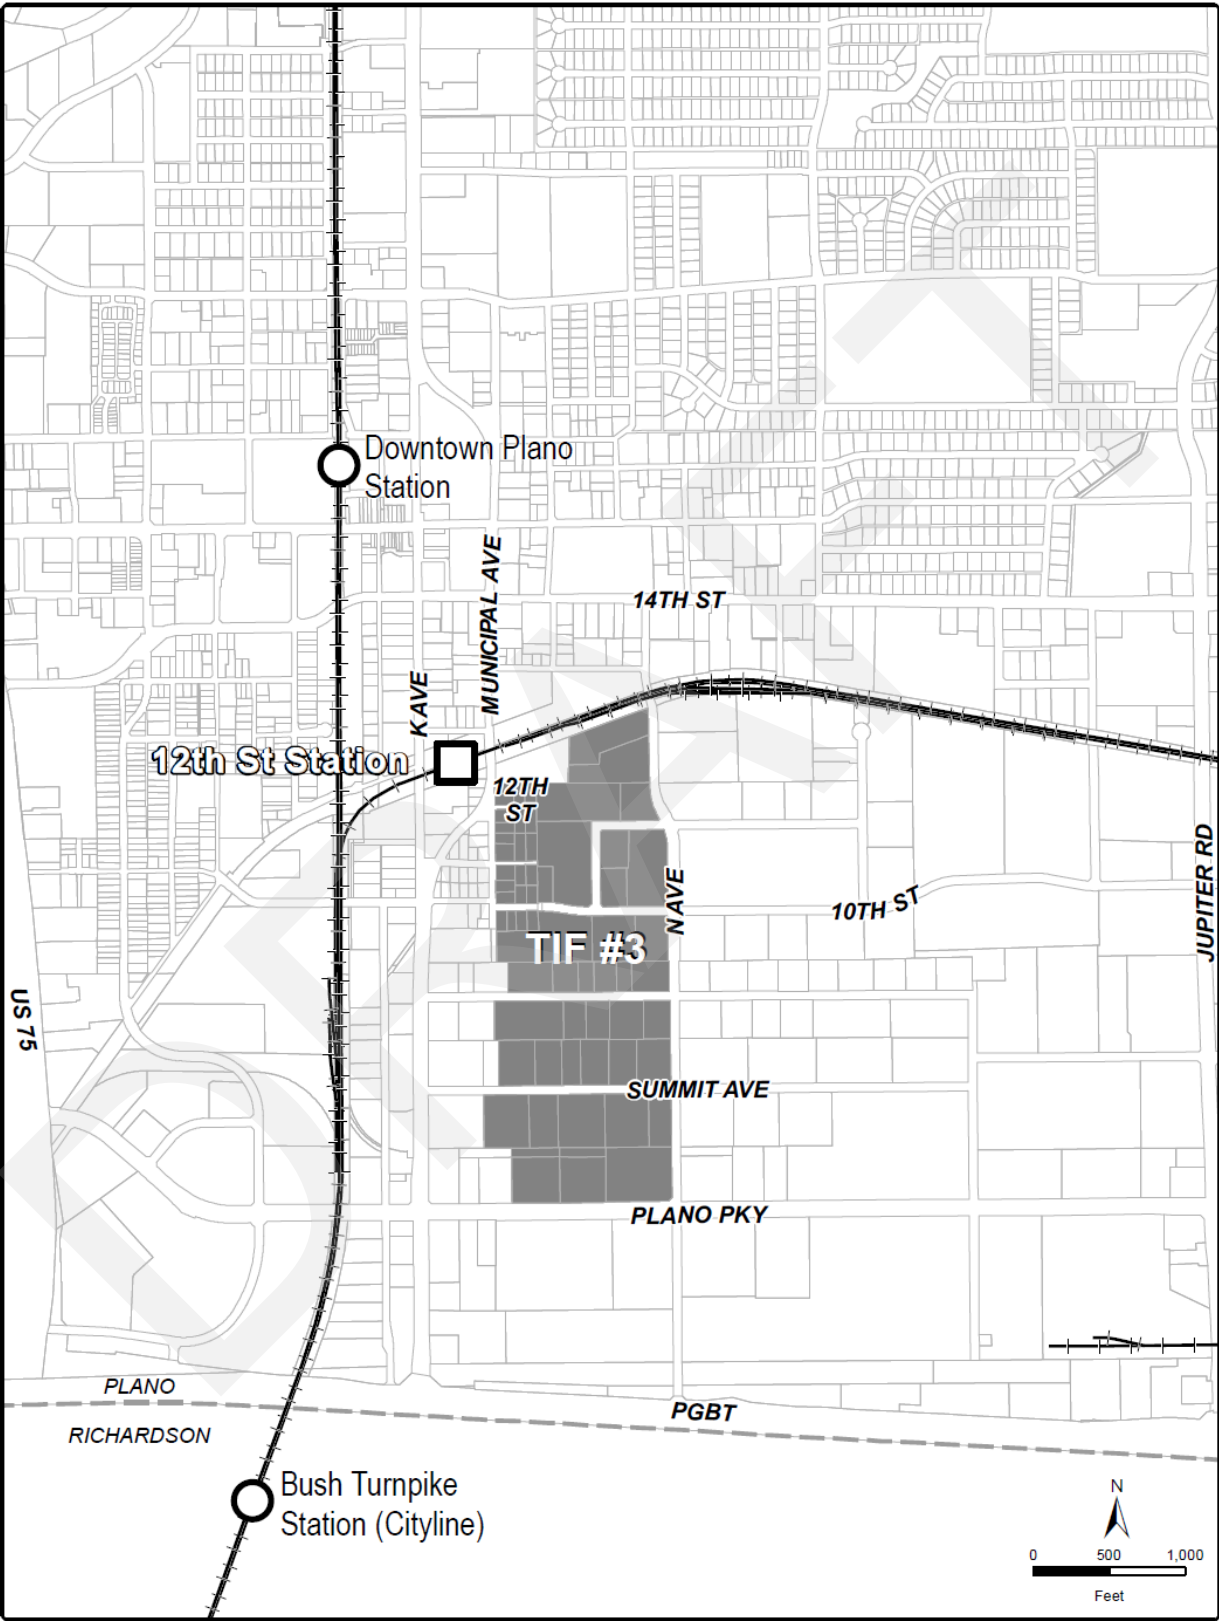 Downtown Plano
Station
MUNICIPAL AVE
14TH ST
K AVE
12th St Station
12TH
ST
N AVE
10TH ST
JUPITER RD
TIF #3
US 75
SUMMIT AVE
PLANO PKY
PLANO
PGBT
RICHARDSON
Bush Turnpike
Station (Cityline)
N
0 500 1,000
Feet
DRAFT